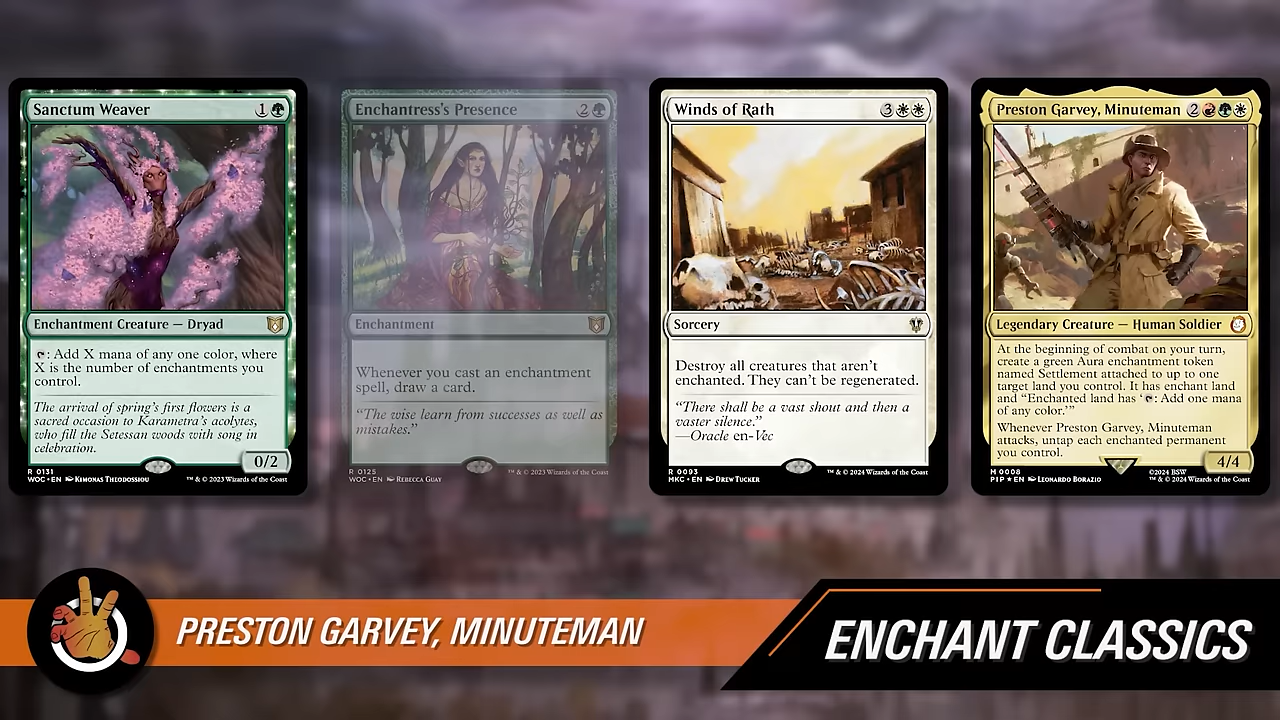 Sanctum Weaver 1
Enchantment Creature — Dryad
: Add X mana of any one color, where
X is the number of enchantments you
control.
The arrival of spring's first flowers is a
sacred occasion to Karametra's acolytes,
who fill the Setessan woods with song in
celebration.
0/2
R 0131
WOC • EN Kimonas Theodossiou ™ & © 2023 Wizards of the Coast
Enchantress's Presence 2
Enchantment
Whenever you cast an enchantment
spell, draw a card.
“The wise learn from successes as well as
mistakes.”
R 0125
WOC • EN Rebecca Guay ™ & © 2023 Wizards of the Coast
Winds of Rath 3
Sorcery
Destroy all creatures that aren't
enchanted. They can't be regenerated.
“There shall be a vast shout and then a
vaster silence.”
—Oracle en-Vec
R 0093
MKC • EN Drew Tucker ™ & © 2024 Wizards of the Coast
Preston Garvey, Minuteman 2
Legendary Creature — Human Soldier
At the beginning of combat on your turn,
create a green Aura enchantment token
named Settlement attached to up to one
target land you control. It has enchant land
and “Enchanted land has ‘: Add one mana
of any color.’”
Whenever Preston Garvey, Minuteman
attacks, untap each enchanted permanent
you control.
4/4
M 0008 ©2024 BSW
PIP ★ EN Leonardo Borazio ™ & © 2024 Wizards of the Coast
PRESTON GARVEY, MINUTEMAN
ENCHANT CLASSICS